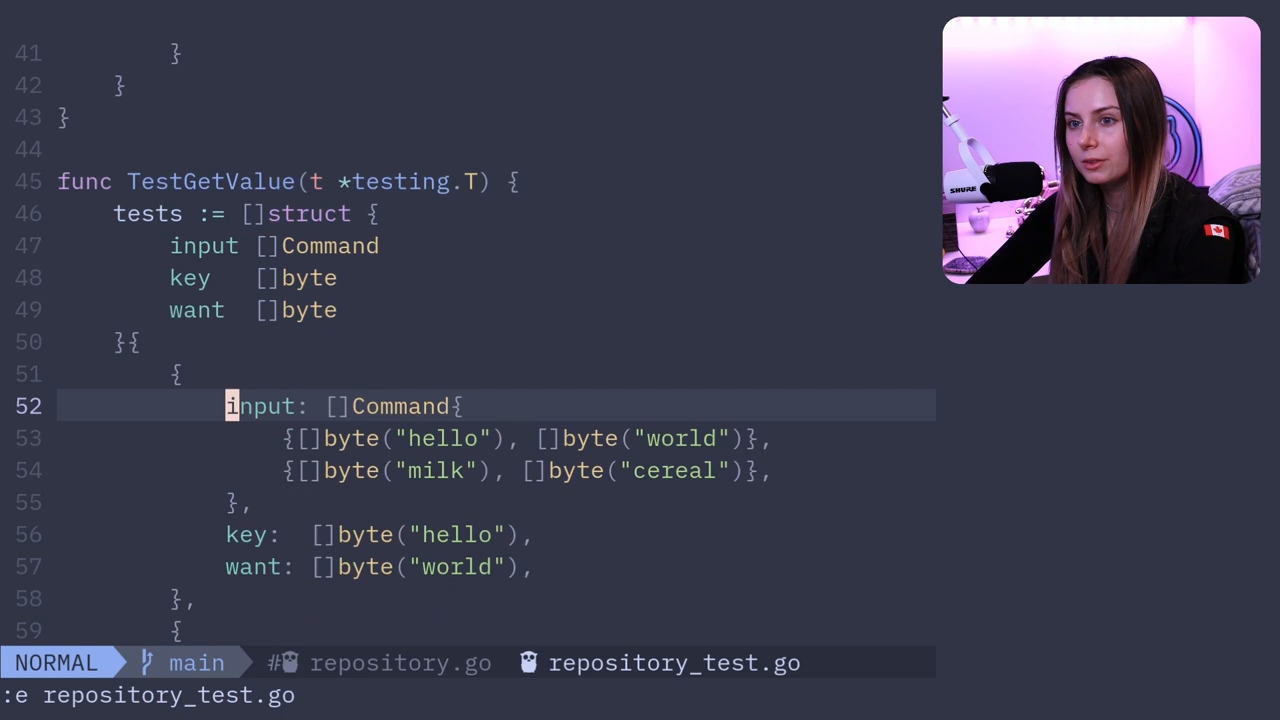 41 }
42 }
43 }
44
45 func TestGetValue(t *testing.T) {
46 tests := []struct {
47 input []Command
48 key []byte
49 want []byte
50 }{
51 {
52 input: []Command{
53 {[]byte("hello"), []byte("world")},
54 {[]byte("milk"), []byte("cereal")},
55 },
56 key: []byte("hello"),
57 want: []byte("world"),
58 },
59 {
NORMAL main # repository.go repository_test.go
:e repository_test.go
SHURE